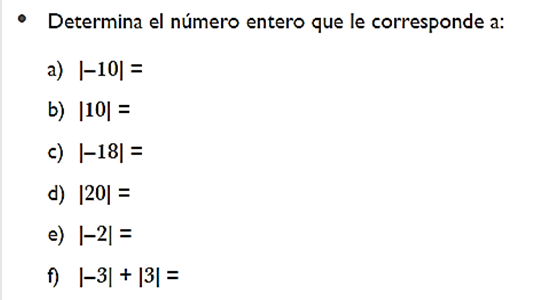 • Determina el número entero que le corresponde a:
a) |–10| =
b) |10| =
c) |–18| =
d) |20| =
e) |–2| =
f) |–3| + |3| =